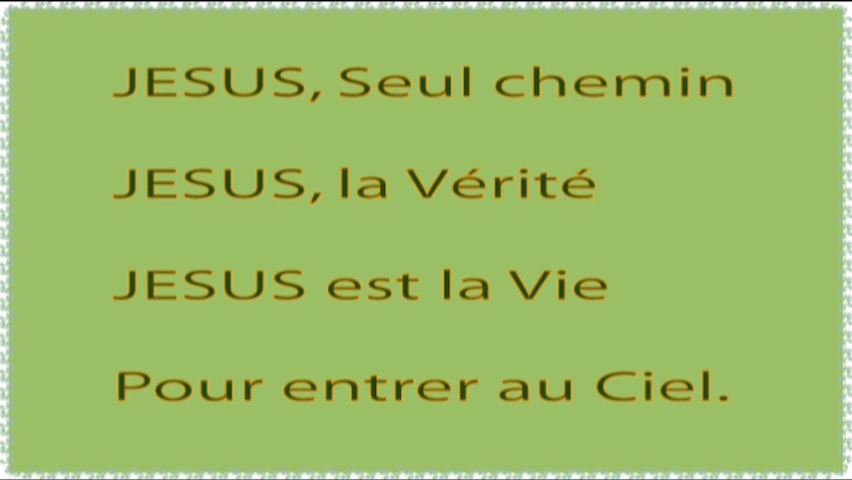 JESUS, Seul chemin
JESUS, la Vérité
JESUS est la Vie
Pour entrer au Ciel.